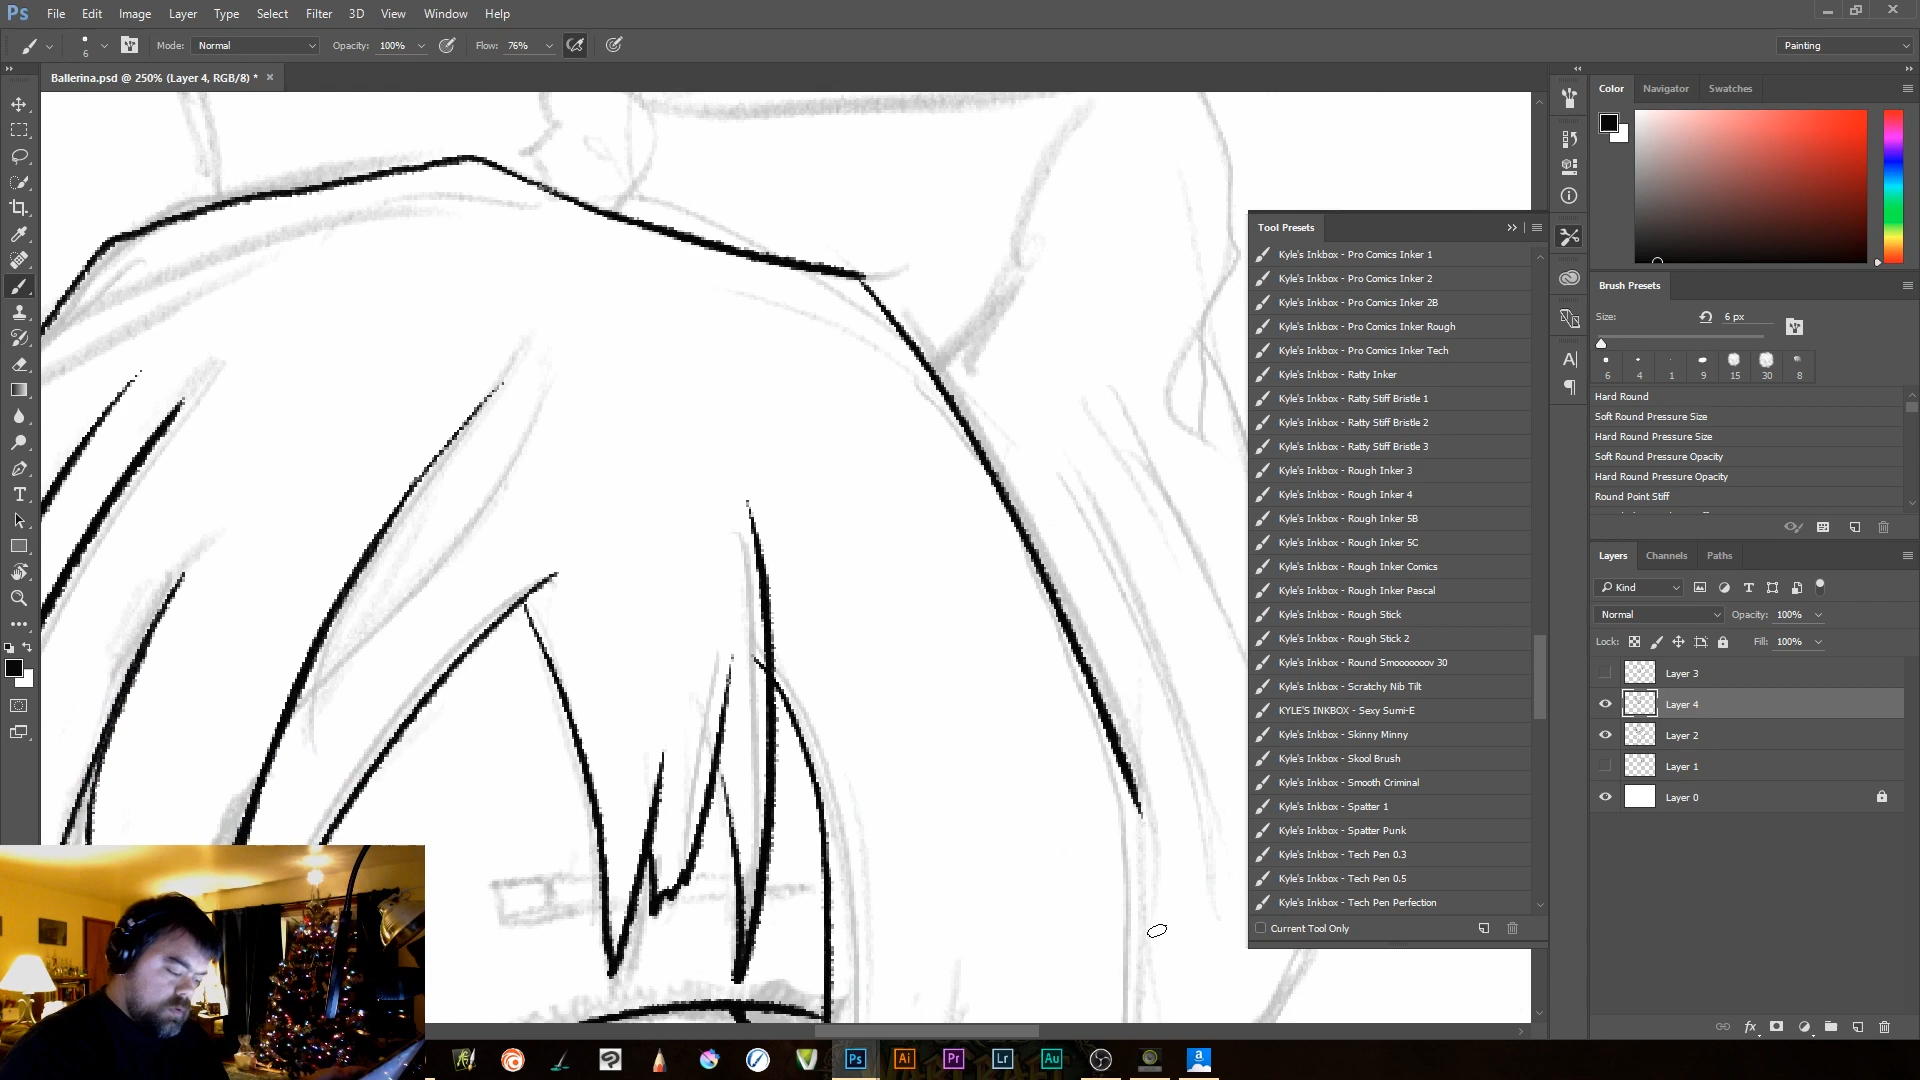 Ps File Edit Image Layer Type Select Filter 3D View Window Help
6 Mode: Normal Opacity: 100% Flow: 76% Painting
Ballerina.psd @ 250% (Layer 4, RGB/8) * ×
Color Navigator Swatches
Tool Presets
Kyle's Inkbox - Pro Comics Inker 1
Kyle's Inkbox - Pro Comics Inker 2
Kyle's Inkbox - Pro Comics Inker 2B
Kyle's Inkbox - Pro Comics Inker Rough
Kyle's Inkbox - Pro Comics Inker Tech
Kyle's Inkbox - Ratty Inker
Kyle's Inkbox - Ratty Stiff Bristle 1
Kyle's Inkbox - Ratty Stiff Bristle 2
Kyle's Inkbox - Ratty Stiff Bristle 3
Kyle's Inkbox - Rough Inker 3
Kyle's Inkbox - Rough Inker 4
Kyle's Inkbox - Rough Inker 5B
Kyle's Inkbox - Rough Inker 5C
Kyle's Inkbox - Rough Inker Comics
Kyle's Inkbox - Rough Inker Pascal
Kyle's Inkbox - Rough Stick
Kyle's Inkbox - Rough Stick 2
Kyle's Inkbox - Round Smooooooov 30
Kyle's Inkbox - Scratchy Nib Tilt
KYLE'S INKBOX - Sexy Sumi-E
Kyle's Inkbox - Skinny Minny
Kyle's Inkbox - Skool Brush
Kyle's Inkbox - Smooth Criminal
Kyle's Inkbox - Spatter 1
Kyle's Inkbox - Spatter Punk
Kyle's Inkbox - Tech Pen 0.3
Kyle's Inkbox - Tech Pen 0.5
Kyle's Inkbox - Tech Pen Perfection
Current Tool Only
Brush Presets
Size: 6 px
6 4 1 9 15 30 8
Hard Round
Soft Round Pressure Size
Hard Round Pressure Size
Soft Round Pressure Opacity
Hard Round Pressure Opacity
Round Point Stiff
Layers Channels Paths
Kind
Normal Opacity: 100%
Lock: Fill: 100%
Layer 3
Layer 4
Layer 2
Layer 1
Layer 0
Ps Ai Pr Lr Au a